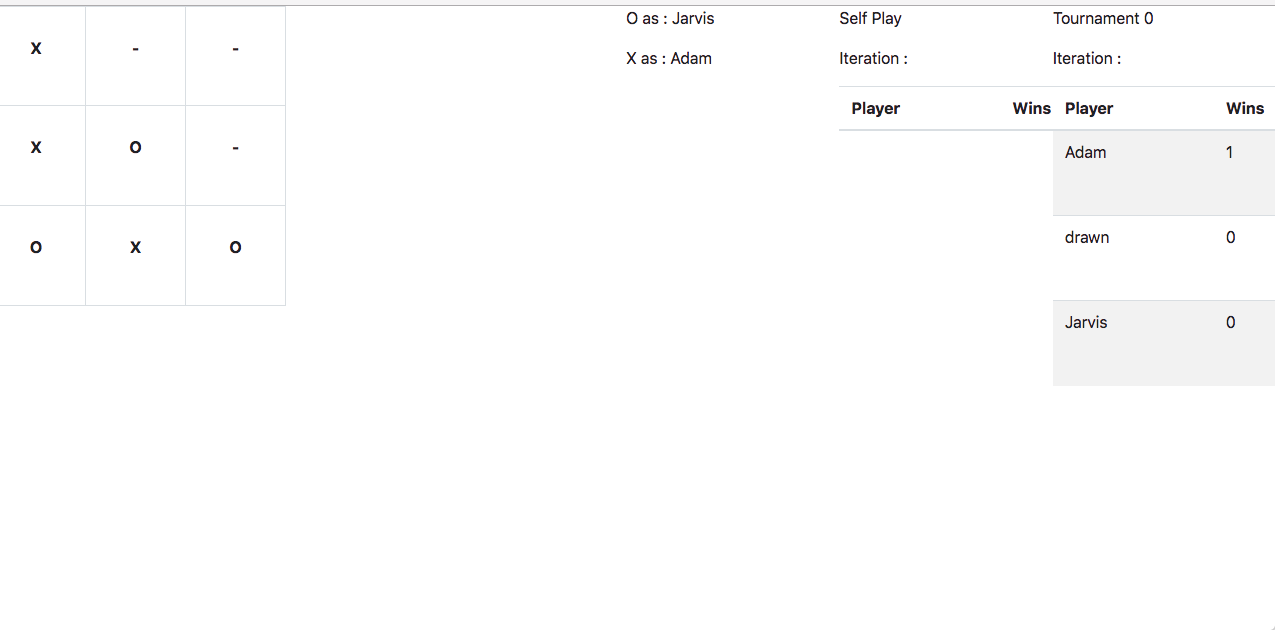 X - -
X O -
O X O
O as : Jarvis
X as : Adam
Self Play
Iteration :
Player Wins
Tournament 0
Iteration :
Player Wins
Adam 1
drawn 0
Jarvis 0